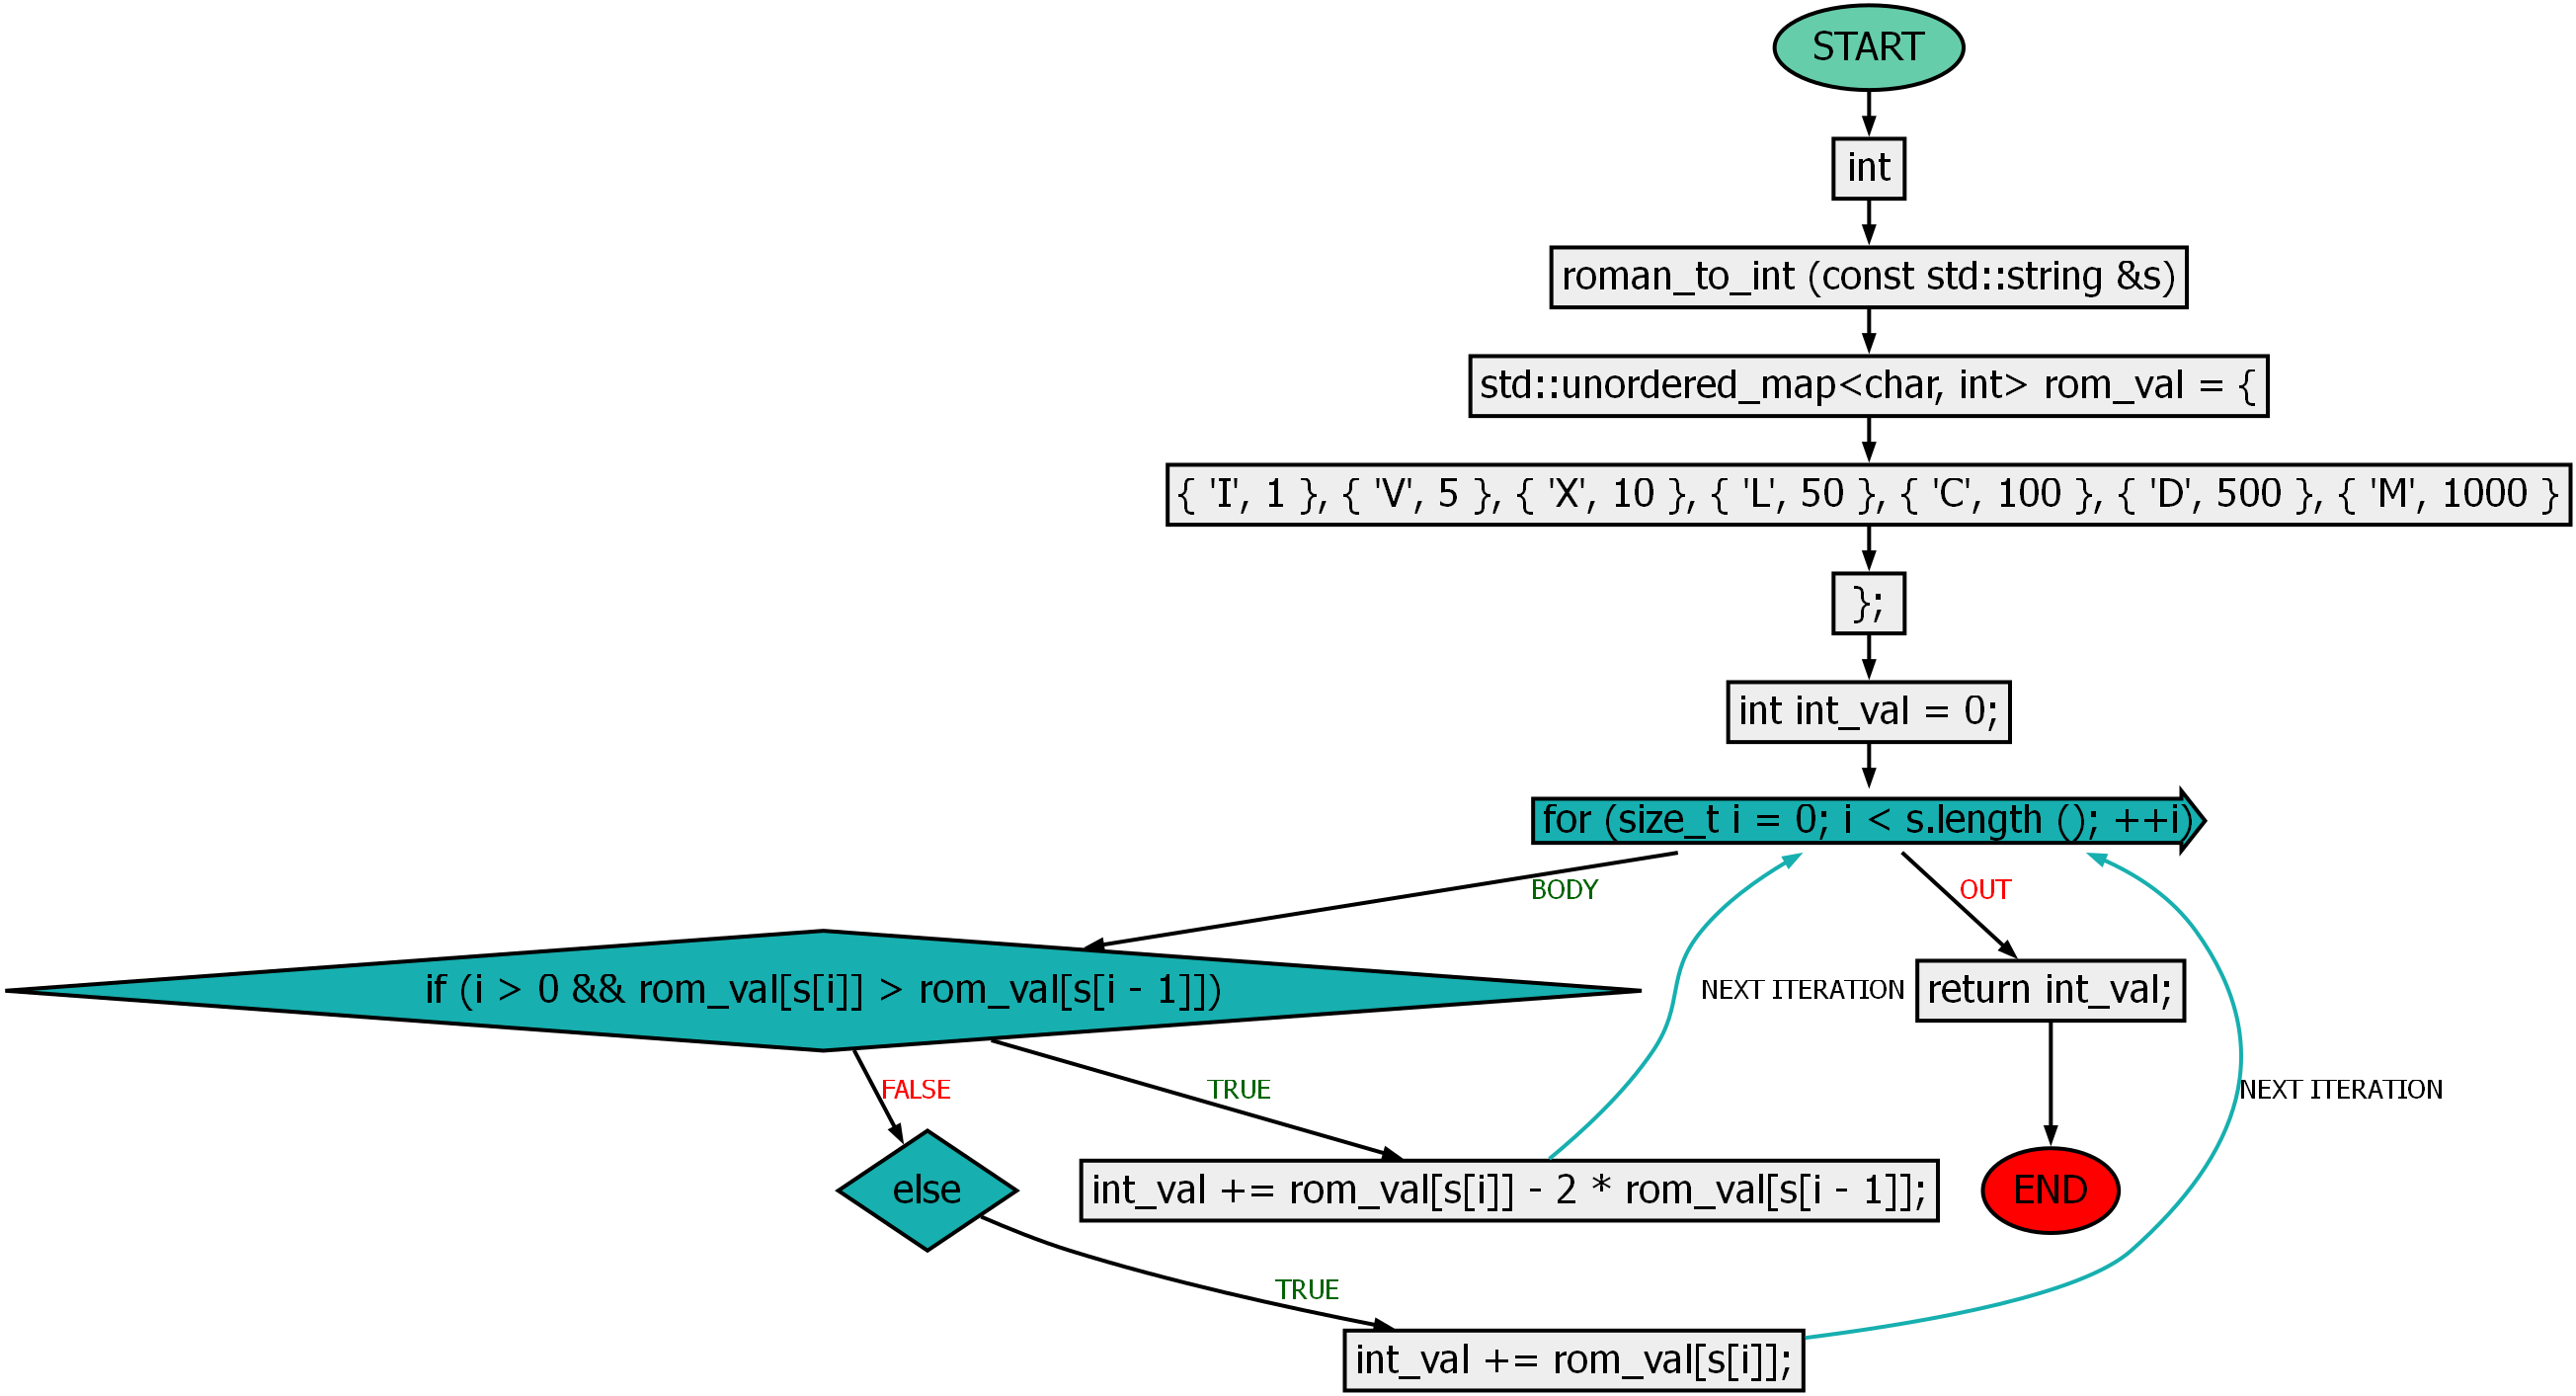 START
int
roman_to_int (const std::string &s)
std::unordered_map<char, int> rom_val = {
{ 'I', 1 }, { 'V', 5 }, { 'X', 10 }, { 'L', 50 }, { 'C', 100 }, { 'D', 500 }, { 'M', 1000 }
};
int int_val = 0;
for (size_t i = 0; i < s.length (); ++i)
BODY
OUT
if (i > 0 && rom_val[s[i]] > rom_val[s[i - 1]])
NEXT ITERATION
return int_val;
FALSE
TRUE
NEXT ITERATION
else
int_val += rom_val[s[i]] - 2 * rom_val[s[i - 1]];
END
TRUE
int_val += rom_val[s[i]];